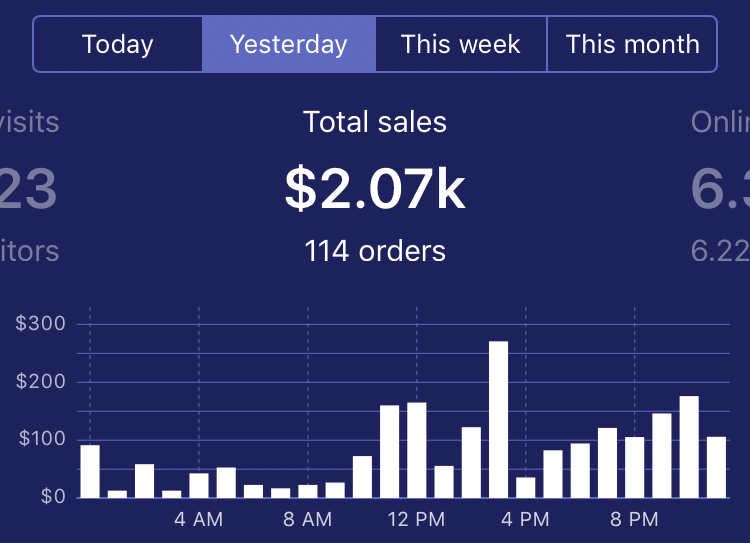 Today Yesterday This week This month
visits Total sales Onlin
23 $2.07k 6.3
itors 114 orders 6.22
$300
$200
$100
$0
4 AM 8 AM 12 PM 4 PM 8 PM